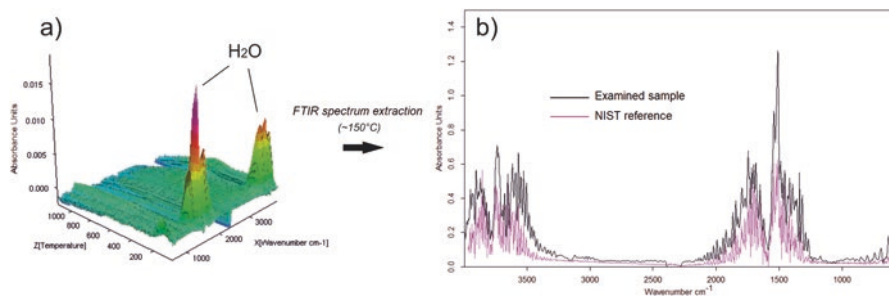 a)
H2O
Absorbance Units
0.015
0.010
0.005
0.000
1000
800
600
400
200
Z[Temperature]
1000
2000
3000
X[Wavenumber cm-1]
FTIR spectrum extraction
(~150°C)
b)
Examined sample
NIST reference
Absorbance Units
1.4
1.2
1.0
0.8
0.6
0.4
0.2
0.0
3500
3000
2500
2000
1500
1000
Wavenumber cm-1